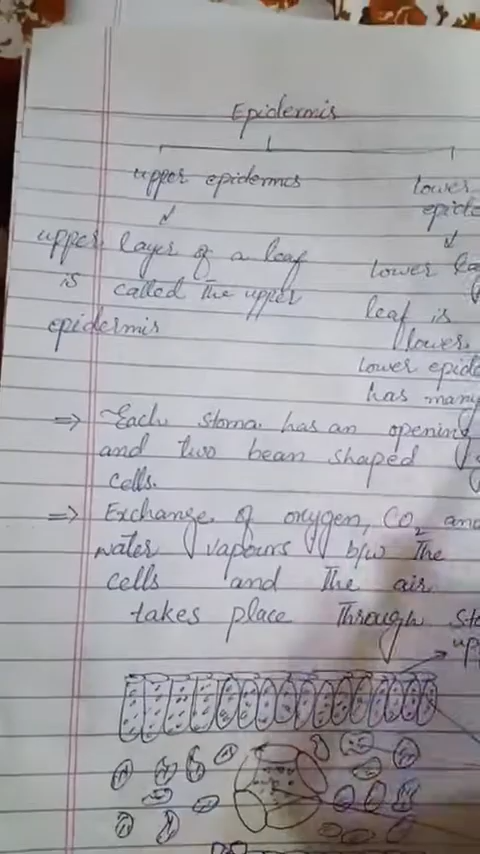 Epidermis
upper epidermis
lower
upper layer of a leaf
is called the upper
epidermis
lower
leaf is
lower
lower
has many
⇒ Each stoma has an opening
and two bean shaped
cells.
⇒ Exchange of oxygen, CO₂ and
water vapours b/w the
cells and the air
takes place through